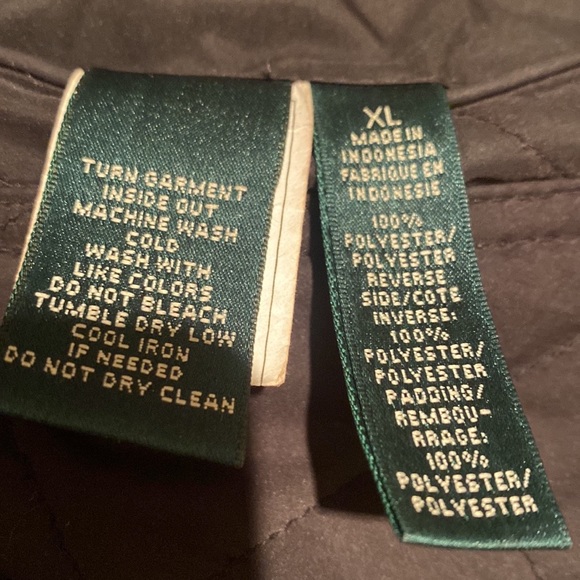 TURN GARMENT
INSIDE OUT
MACHINE WASH
COLD
WASH WITH
LIKE COLORS
DO NOT BLEACH
TUMBLE DRY LOW
COOL IRON
IF NEEDED
DO NOT DRY CLEAN
XL
MADE IN
INDONESIA
FABRIQUE EN
INDONESIE
100%
POLYESTER/
POLYESTER
REVERSE
SIDE/COTE
INVERSE:
100%
POLYESTER/
POLYESTER
PADDING/
REMBOU-
RRAGE:
100%
POLYESTER/
POLYESTER